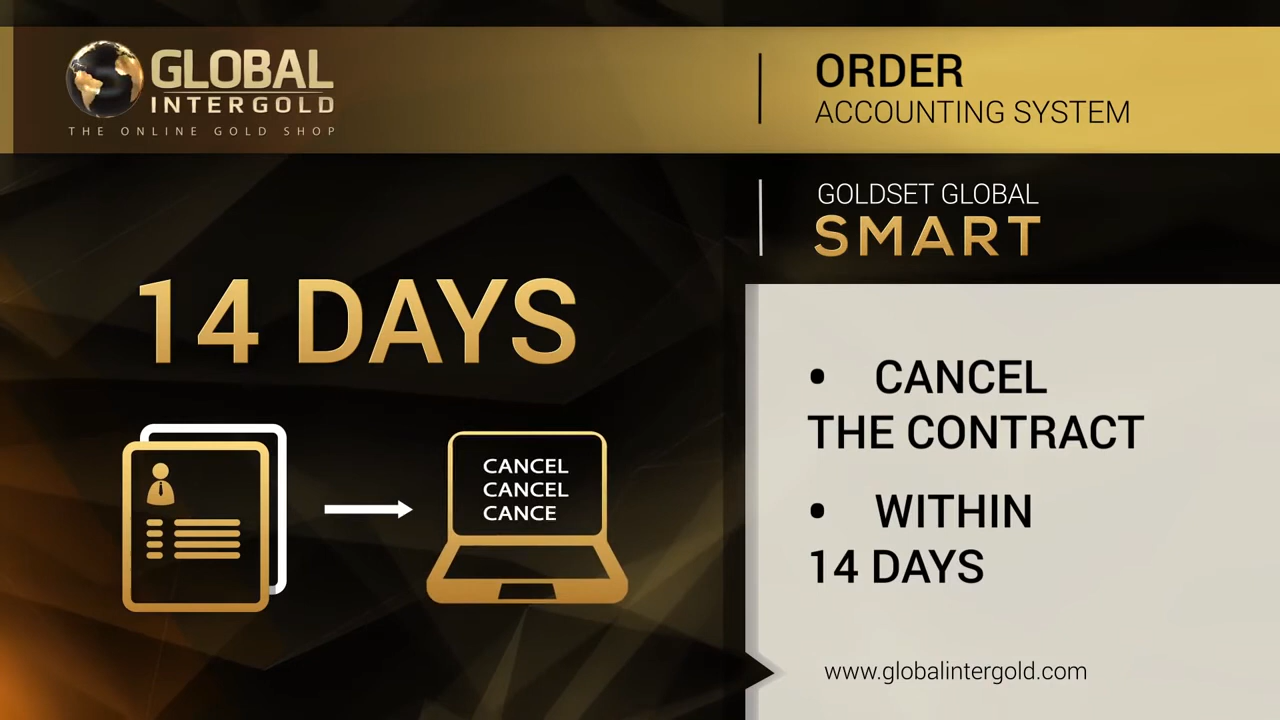 GLOBAL
INTERGOLD
THE ONLINE GOLD SHOP
ORDER
ACCOUNTING SYSTEM
GOLDSET GLOBAL
SMART
14 DAYS
CANCEL
CANCEL
CANCE
• CANCEL
THE CONTRACT
• WITHIN
14 DAYS
www.globalintergold.com